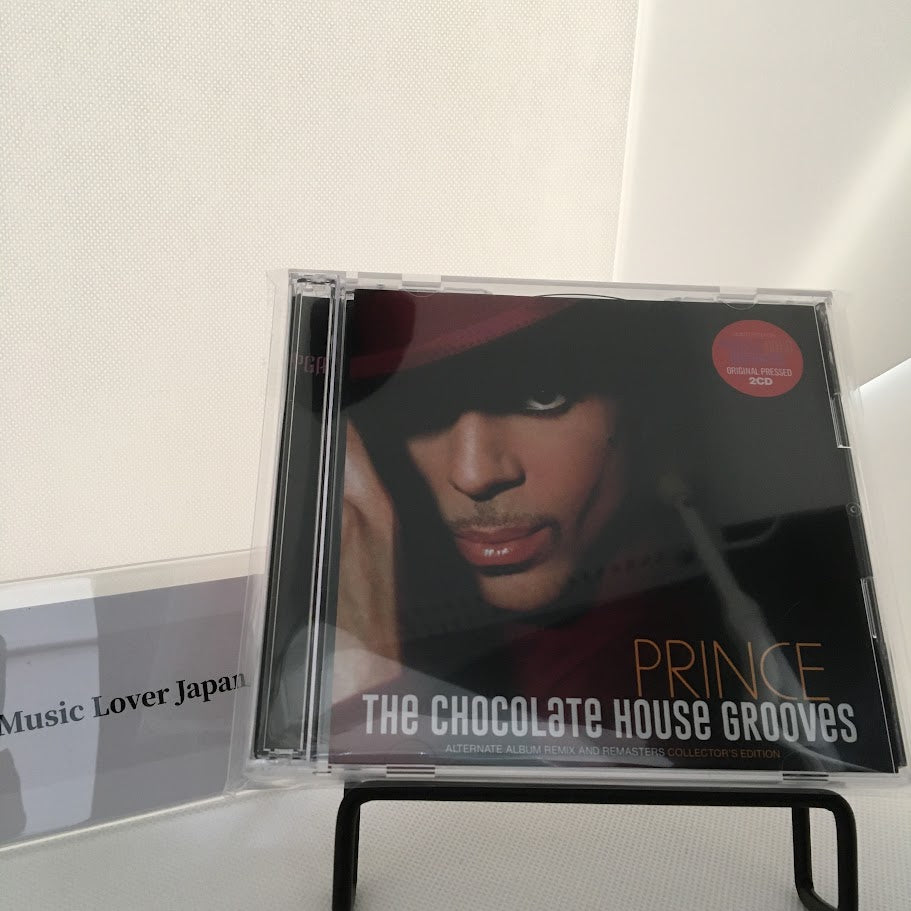 PGA
ORIGINAL PRESSED
2CD
PRINCE
THE CHOCOLATE HOUSE GROOVES
ALTERNATE ALBUM REMIX AND REMASTERS COLLECTOR'S EDITION
Music Lover Japan